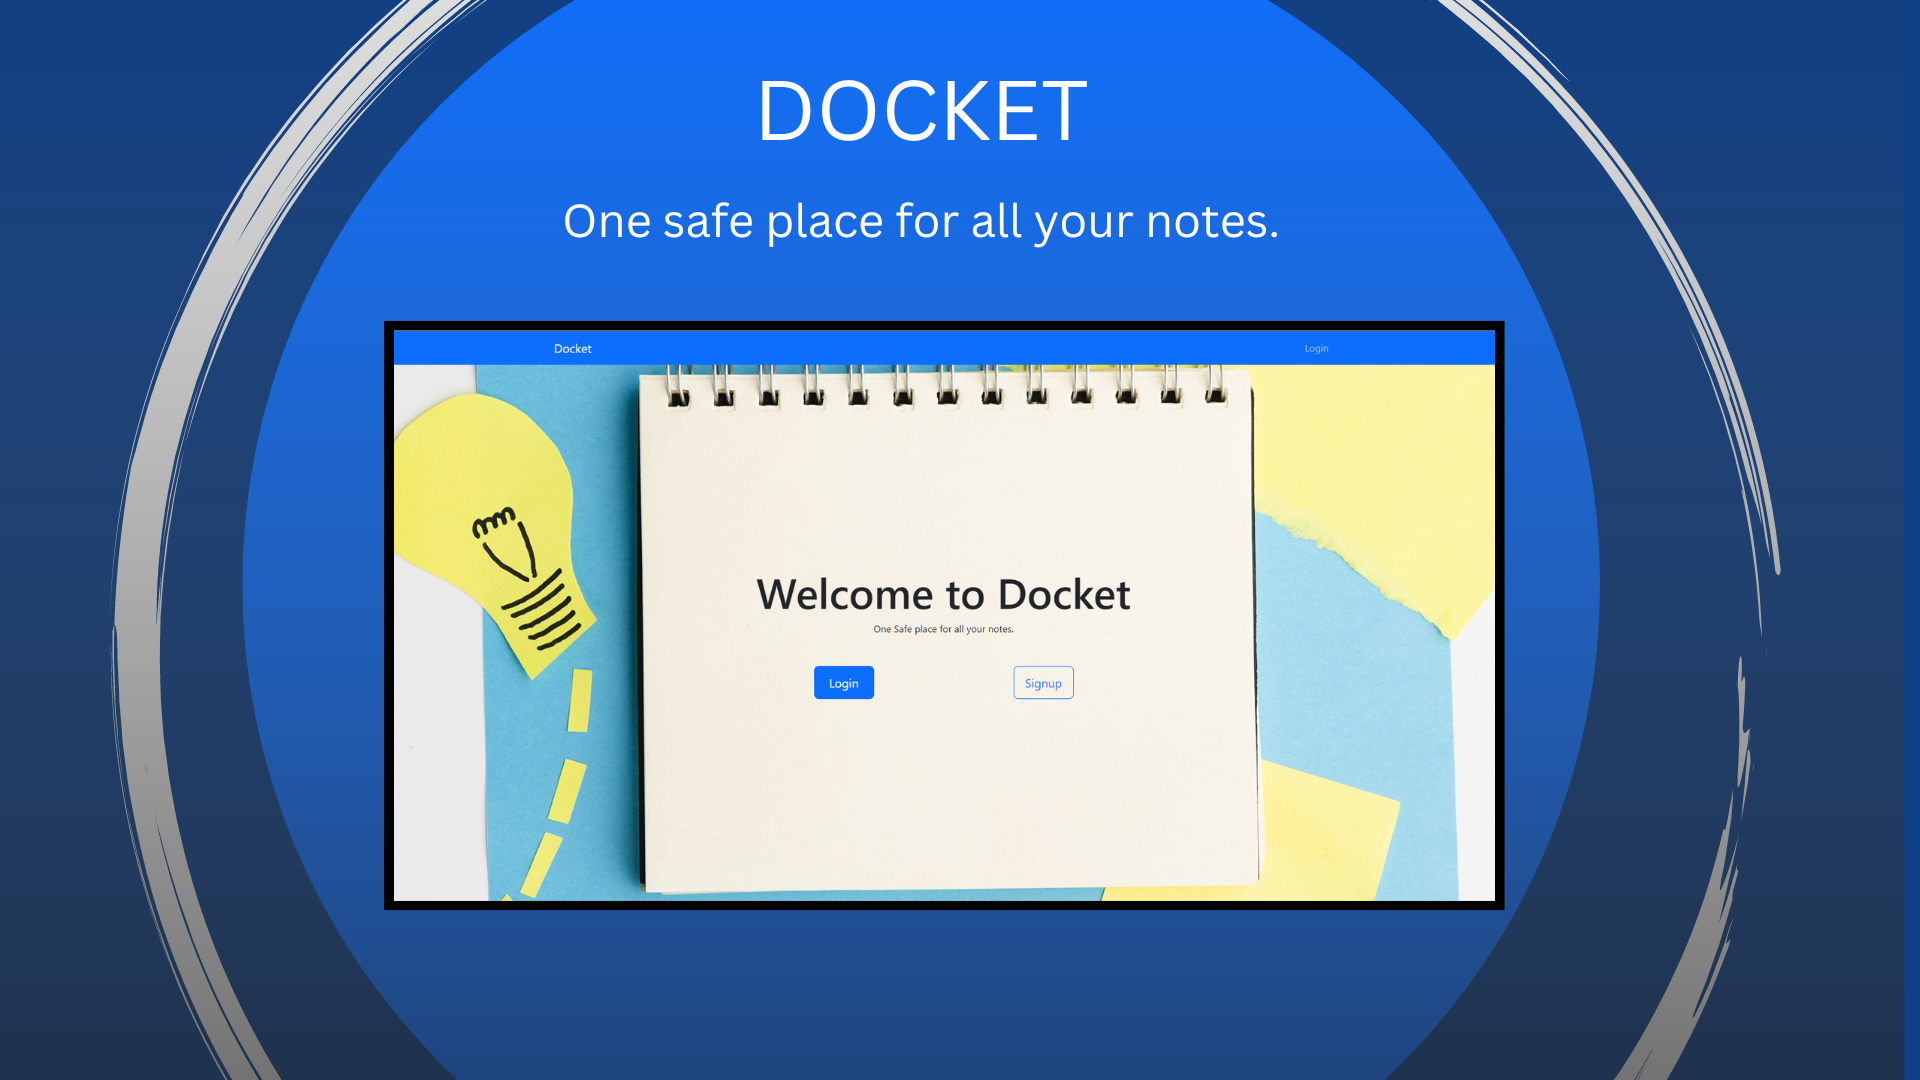 DOCKET
One safe place for all your notes.
Docket Login
Welcome to Docket
One Safe place for all your notes.
Login Signup